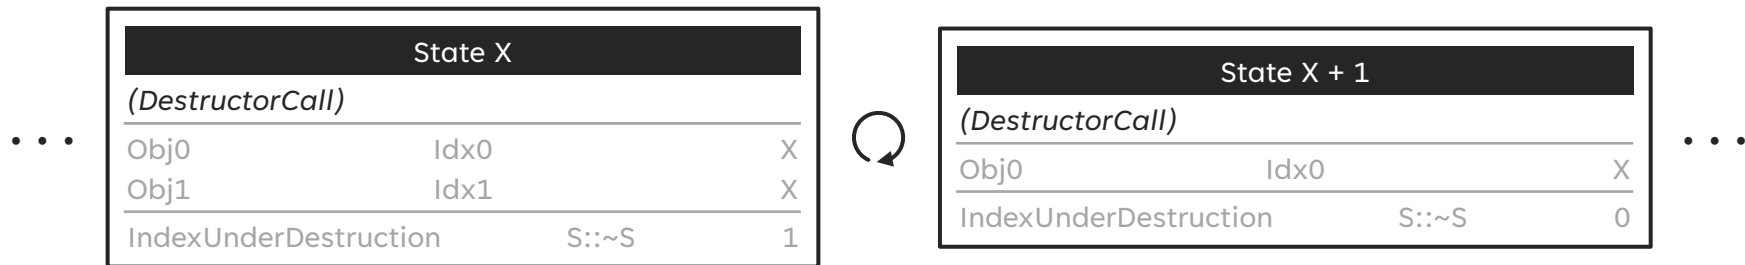 State X
(DestructorCall)
Obj0 Idx0 X
Obj1 Idx1 X
IndexUnderDestruction S::~S 1
State X + 1
(DestructorCall)
Obj0 Idx0 X
IndexUnderDestruction S::~S 0